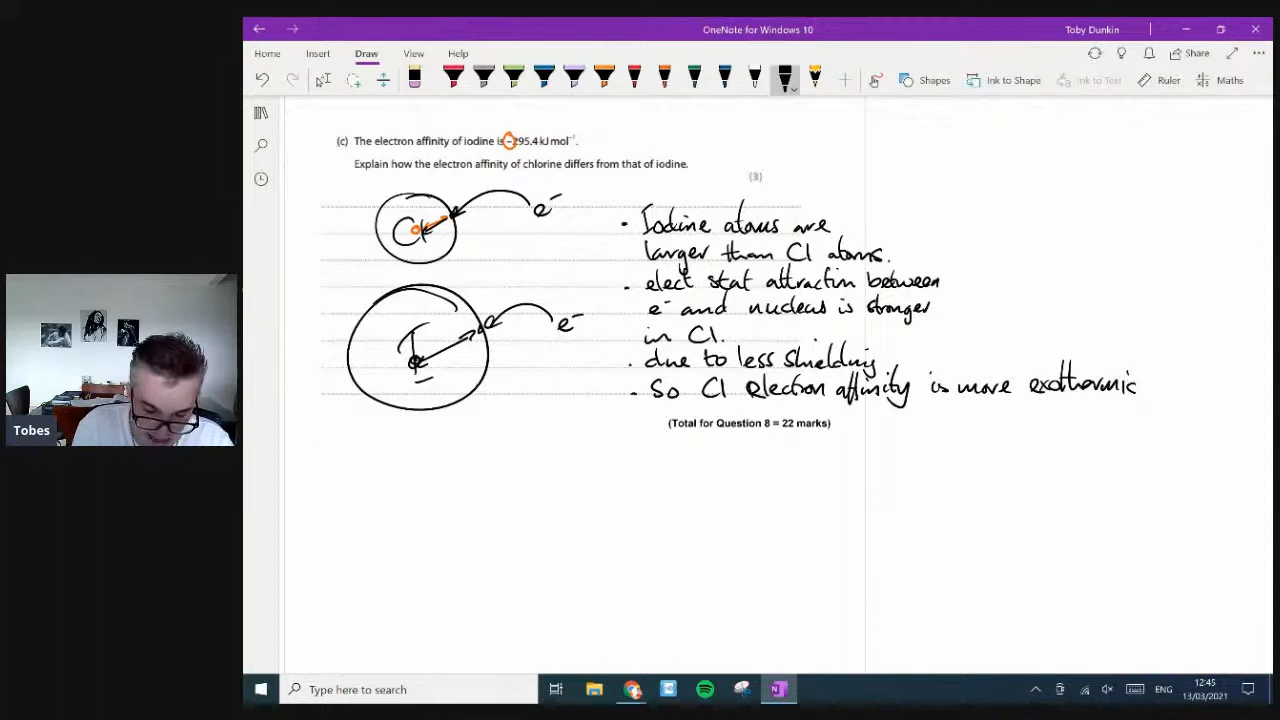 OneNote for Windows 10
Toby Dunkin
Home Insert Draw View Help
Share
Shapes Ink to Shape Ink to Text Ruler Maths
(c) The electron affinity of iodine is –295.4 kJ mol⁻¹.
Explain how the electron affinity of chlorine differs from that of iodine.
(3)
Cl
e⁻
I
e⁻
• Iodine atoms are
larger than Cl atoms.
• elect stat attraction between
e⁻ and nucleus is stronger
in Cl.
• due to less shielding
• So Cl electron affinity is more exothermic
(Total for Question 8 = 22 marks)
Tobes
Type here to search
ENG
12:45
13/03/2021